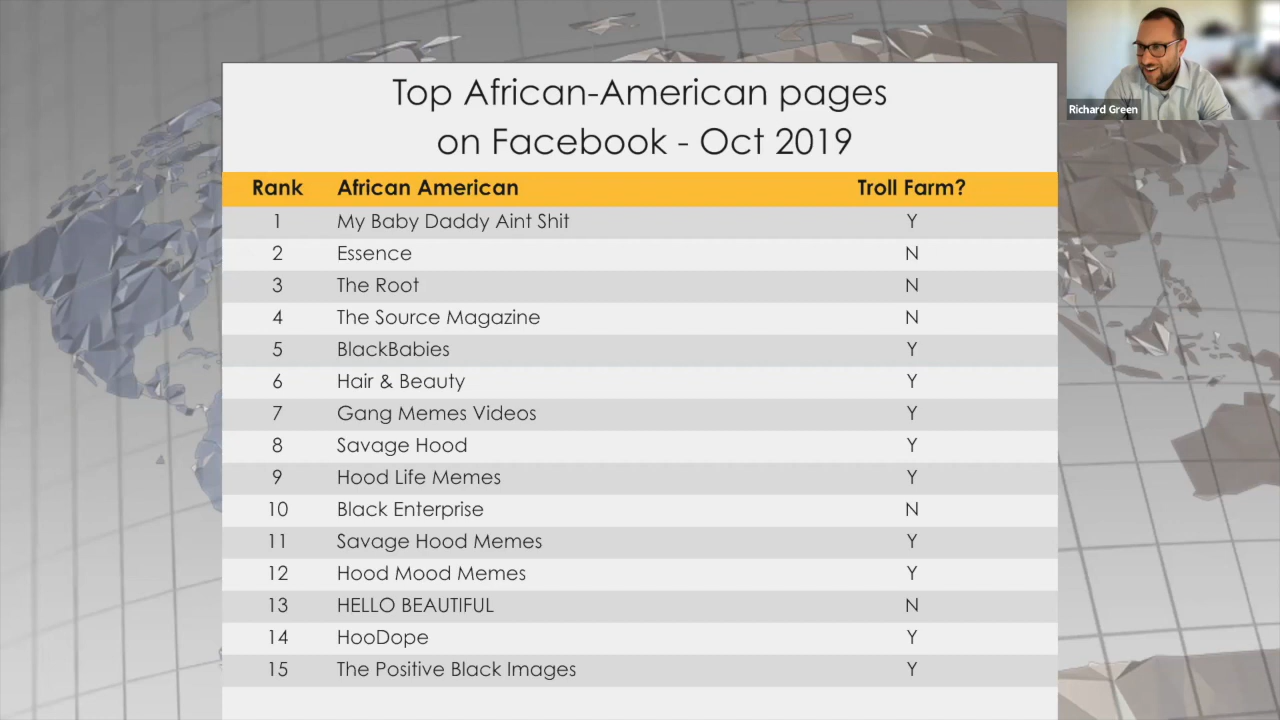 Top African-American pages
on Facebook - Oct 2019
Richard Green
Rank African American Troll Farm?
1 My Baby Daddy Aint Shit Y
2 Essence N
3 The Root N
4 The Source Magazine N
5 BlackBabies Y
6 Hair & Beauty Y
7 Gang Memes Videos Y
8 Savage Hood Y
9 Hood Life Memes Y
10 Black Enterprise N
11 Savage Hood Memes Y
12 Hood Mood Memes Y
13 HELLO BEAUTIFUL N
14 HooDope Y
15 The Positive Black Images Y